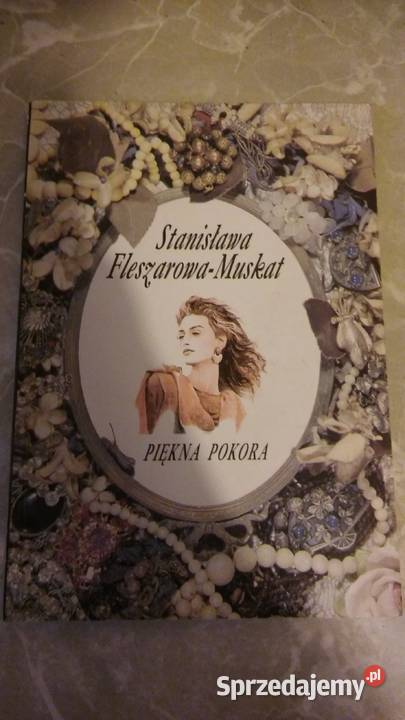 Stanisława
Fleszarowa-Muskat
PIĘKNA POKORA
Sprzedajemy.pl